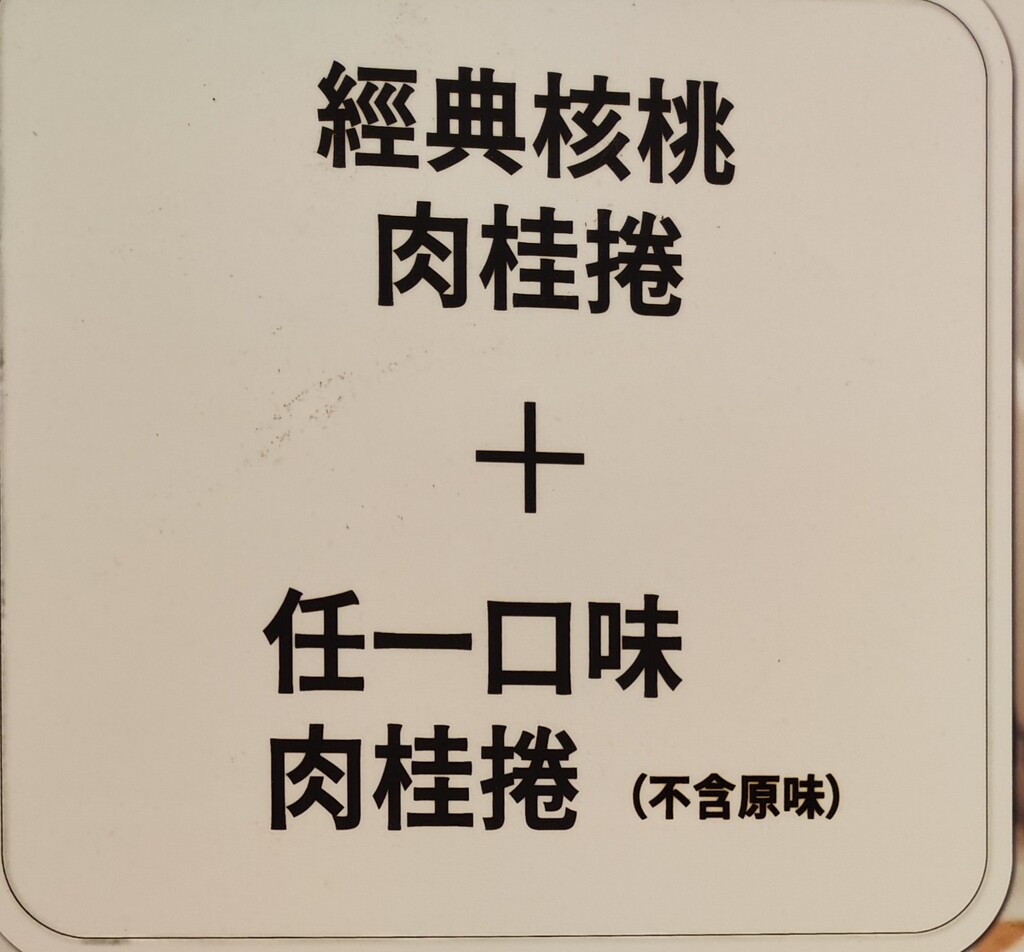 經典核桃
肉桂捲
+
任一口味
肉桂捲 (不含原味)